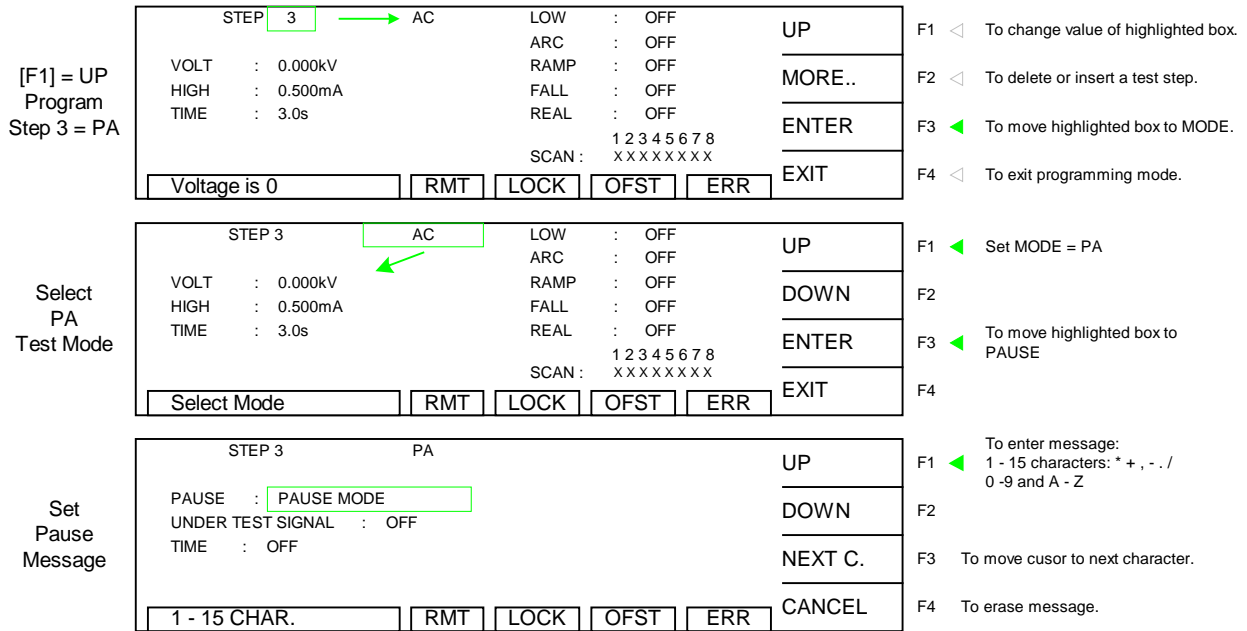 [F1] = UP
Program
Step 3 = PA
STEP 3 AC
VOLT : 0.000kV
HIGH : 0.500mA
TIME : 3.0s
LOW : OFF
ARC : OFF
RAMP : OFF
FALL : OFF
REAL : OFF
1 2 3 4 5 6 7 8
SCAN : X X X X X X X X
Voltage is 0 RMT LOCK OFST ERR
UP F1 To change value of highlighted box.
MORE.. F2 To delete or insert a test step.
ENTER F3 To move highlighted box to MODE.
EXIT F4 To exit programming mode.
Select
PA
Test Mode
STEP 3 AC
VOLT : 0.000kV
HIGH : 0.500mA
TIME : 3.0s
LOW : OFF
ARC : OFF
RAMP : OFF
FALL : OFF
REAL : OFF
1 2 3 4 5 6 7 8
SCAN : X X X X X X X X
Select Mode RMT LOCK OFST ERR
UP F1 Set MODE = PA
DOWN F2
ENTER F3 To move highlighted box to
PAUSE
EXIT F4
Set
Pause
Message
STEP 3 PA
PAUSE : PAUSE MODE
UNDER TEST SIGNAL : OFF
TIME : OFF
1 - 15 CHAR. RMT LOCK OFST ERR
UP F1 To enter message:
1 - 15 characters: * + , - . /
0 -9 and A - Z
DOWN F2
NEXT C. F3 To move cusor to next character.
CANCEL F4 To erase message.